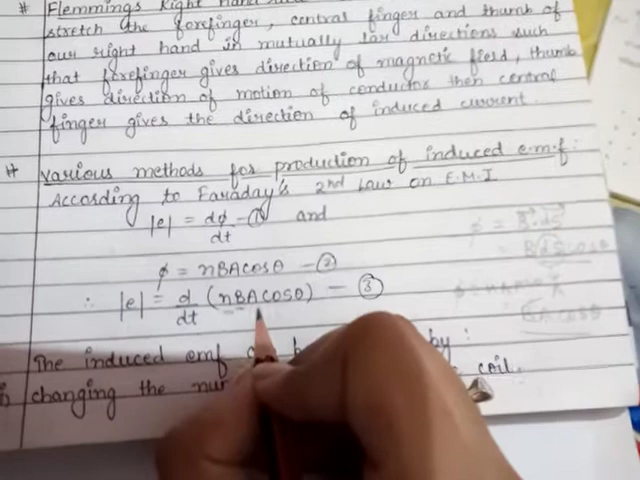 # Flemmings Right hand
stretch the forefinger, central finger and thumb of
our right hand in mutually lar directions such
that forefinger gives direction of magnetic field, thumb
gives direction of motion of conductor then central
finger gives the direction of induced current.
# various methods for production of induced e.m.f:
According to Faraday's 2nd law on E.M.I
|e| = dφ/dt - ① and
φ = nBAcosθ - ②
∴ |e| = d/dt (nBAcosθ) - ③
The induced emf by:
changing the coil.